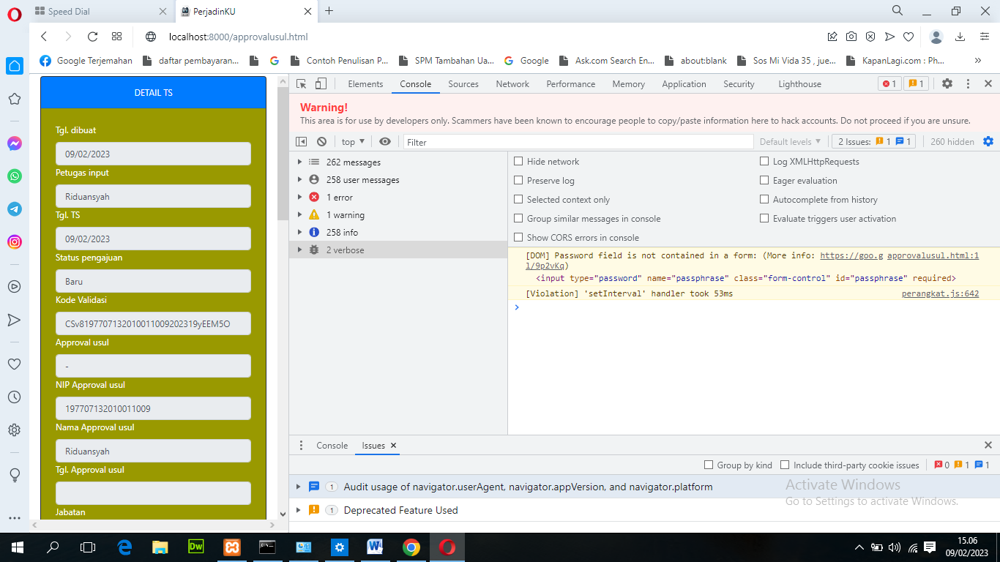 Speed Dial
PerjadinKU
localhost:8000/approvalusul.html
Google Terjemahan
daftar pembayaran...
Contoh Penulisan P...
SPM Tambahan Ua...
Google
Ask.com Search En...
about:blank
Sos Mi Vida 35 , jue...
KapanLagi.com : Ph...
»
DETAIL TS
Tgl. dibuat
09/02/2023
Petugas input
Riduansyah
Tgl. TS
09/02/2023
Status pengajuan
Baru
Kode Validasi
CSv8197707132010011009202319yEEM5O
Approval usul
-
NIP Approval usul
197707132010011009
Nama Approval usul
Riduansyah
Tgl. Approval usul
Jabatan
Elements Console Sources Network Performance Memory Application Security Lighthouse 1 1
Warning!
This area is for use by developers only. Scammers have been known to encourage people to copy/paste information here to hack accounts. Do not proceed if you are unsure.
top Filter Default levels 2 Issues: 1 1 260 hidden
262 messages
258 user messages
1 error
1 warning
258 info
2 verbose
Hide network
Log XMLHttpRequests
Preserve log
Eager evaluation
Selected context only
Autocomplete from history
Group similar messages in console
Evaluate triggers user activation
Show CORS errors in console
[DOM] Password field is not contained in a form: (More info: https://goo.g approvalusul.html:1
l/9p2vKq)
<input type="password" name="passphrase" class="form-control" id="passphrase" required>
[Violation] 'setInterval' handler took 53ms perangkat.js:642
Console Issues
Group by kind Include third-party cookie issues 0 1 1
1 Audit usage of navigator.userAgent, navigator.appVersion, and navigator.platform
1 Deprecated Feature Used
Activate Windows
Go to Settings to activate Windows.
Dw
15.06
09/02/2023